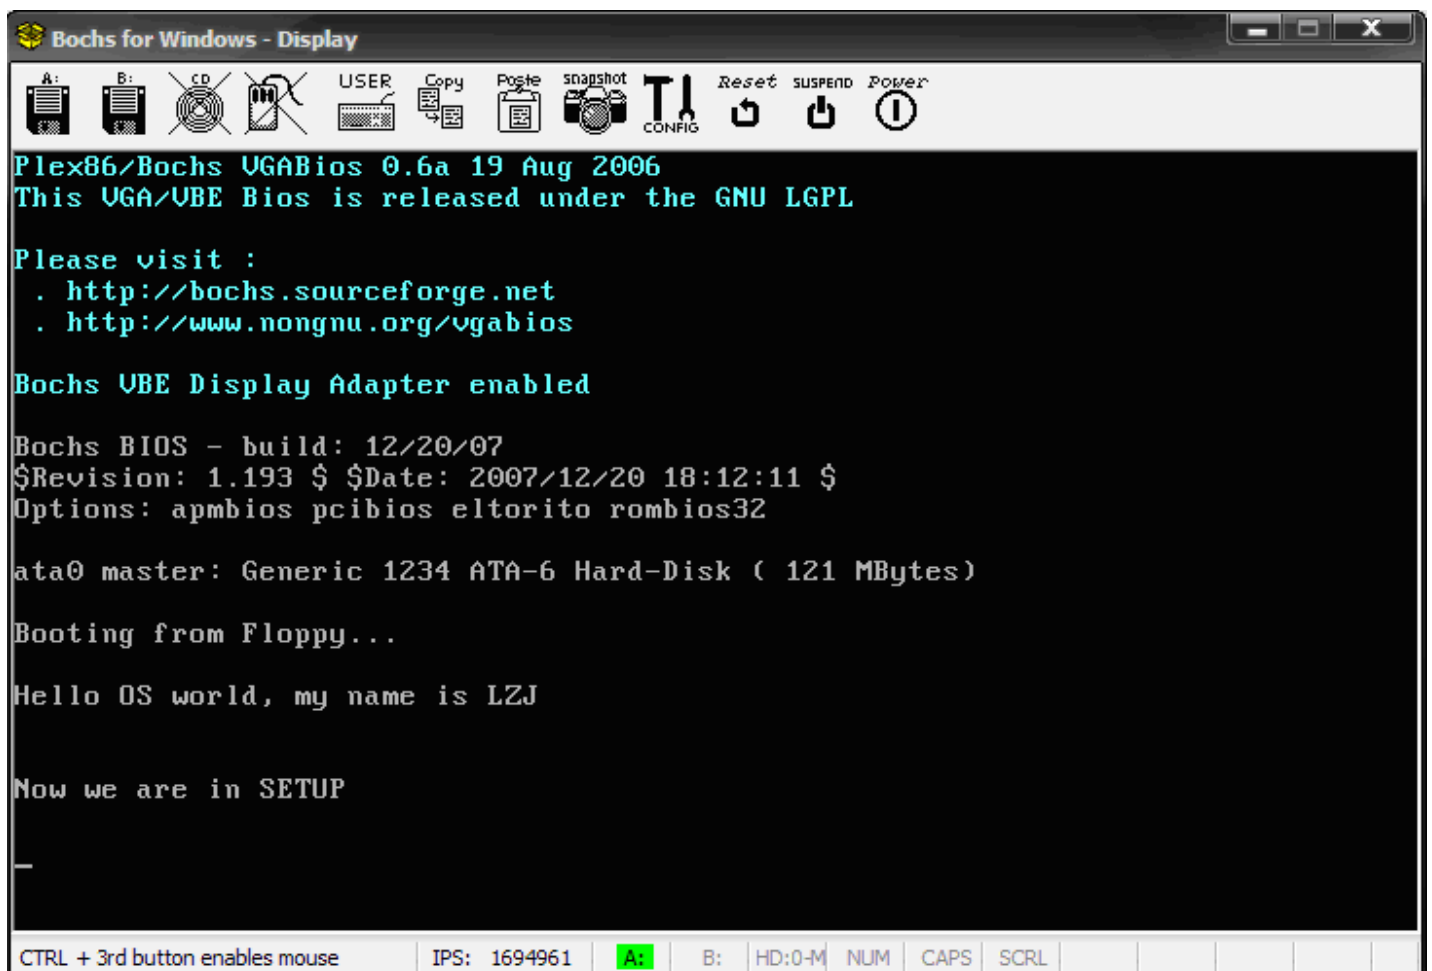 Bochs for Windows - Display
A: B: CD USER Copy Paste snapshot CONFIG Reset SUSPEND Power
Plex86/Bochs VGABios 0.6a 19 Aug 2006
This VGA/VBE Bios is released under the GNU LGPL
Please visit :
. http://bochs.sourceforge.net
. http://www.nongnu.org/vgabios
Bochs VBE Display Adapter enabled
Bochs BIOS - build: 12/20/07
$Revision: 1.193 $ $Date: 2007/12/20 18:12:11 $
Options: apmbios pcibios eltorito rombios32
ata0 master: Generic 1234 ATA-6 Hard-Disk ( 121 MBytes)
Booting from Floppy...
Hello OS world, my name is LZJ
Now we are in SETUP
_
CTRL + 3rd button enables mouse IPS: 1694961 A: B: HD:0-M NUM CAPS SCRL